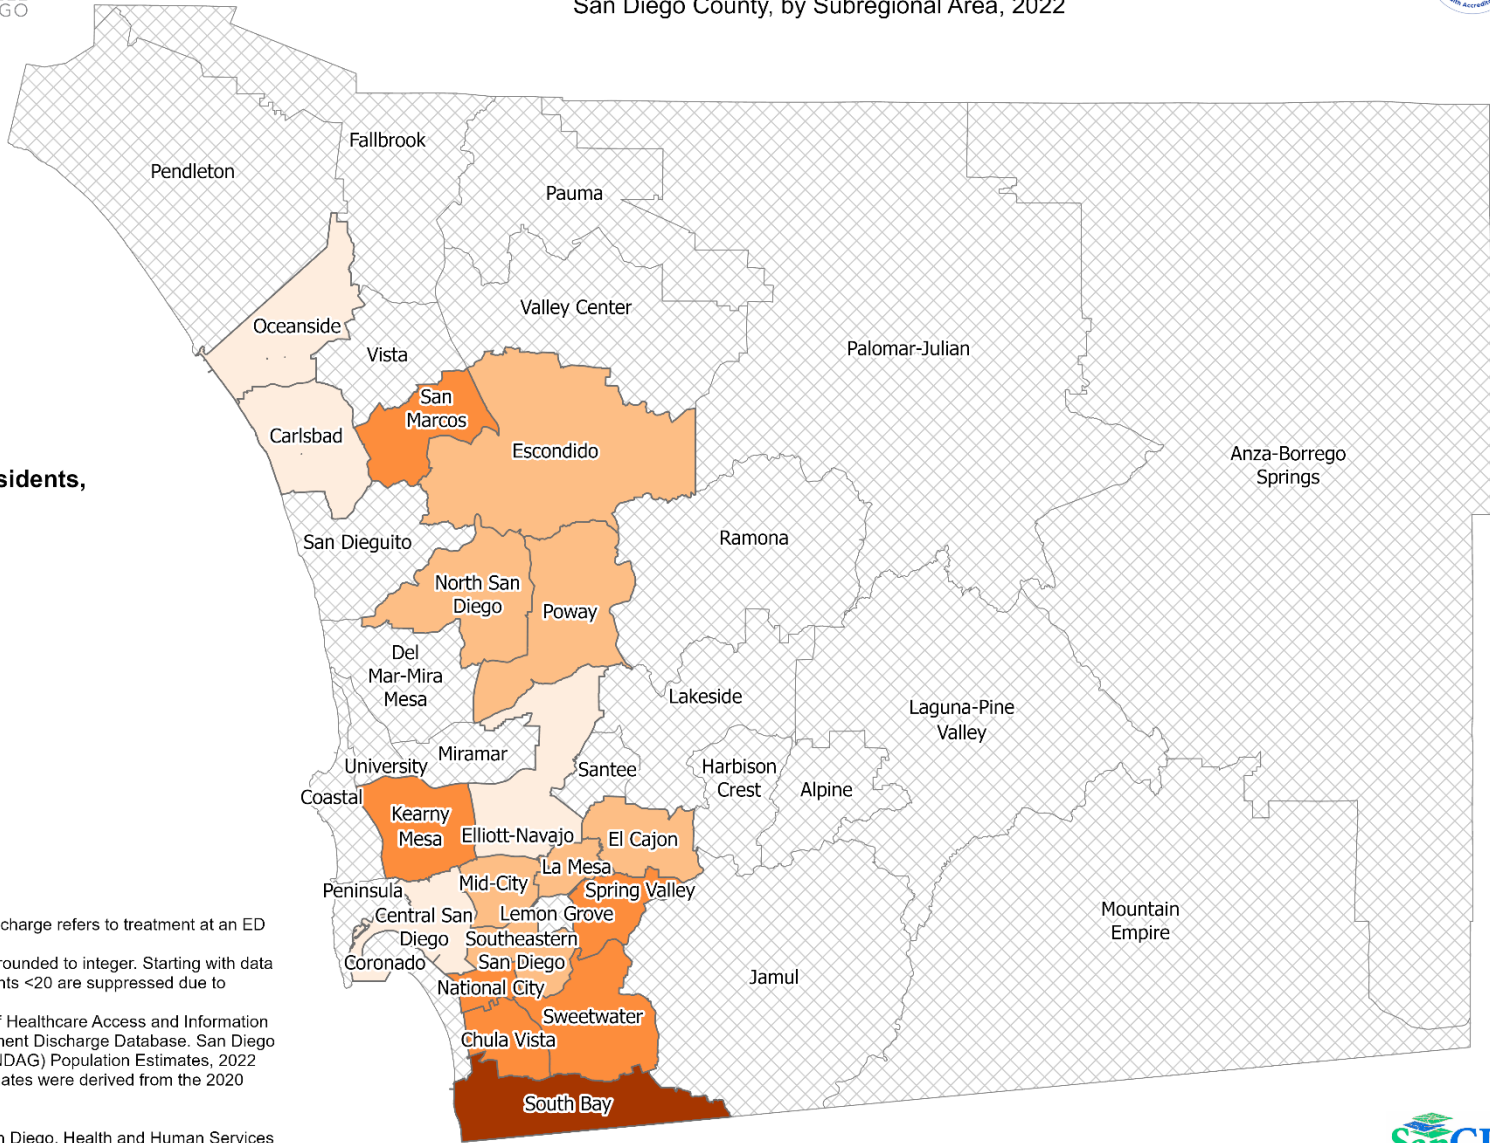 GO
San Diego County, by Subregional Area, 2022
Fallbrook
Pendleton
Pauma
Valley Center
Oceanside
Vista
Palomar-Julian
San
Marcos
Carlsbad
Escondido
Anza-Borrego
Springs
sidents,
San Dieguito
Ramona
North San
Diego
Poway
Del
Mar-Mira
Mesa
Lakeside
Laguna-Pine
Valley
Miramar
University
Santee
Harbison
Crest
Alpine
Coastal
Kearny
Mesa
Elliott-Navajo
El Cajon
La Mesa
Mid-City
Spring Valley
Peninsula
Central San
Diego
Lemon Grove
Southeastern
San Diego
Coronado
National City
Mountain
Empire
Jamul
Sweetwater
Chula Vista
South Bay
charge refers to treatment at an ED
rounded to integer. Starting with data
nts <20 are suppressed due to
f Healthcare Access and Information
nent Discharge Database. San Diego
NDAG) Population Estimates, 2022
ates were derived from the 2020
n Diego, Health and Human Services